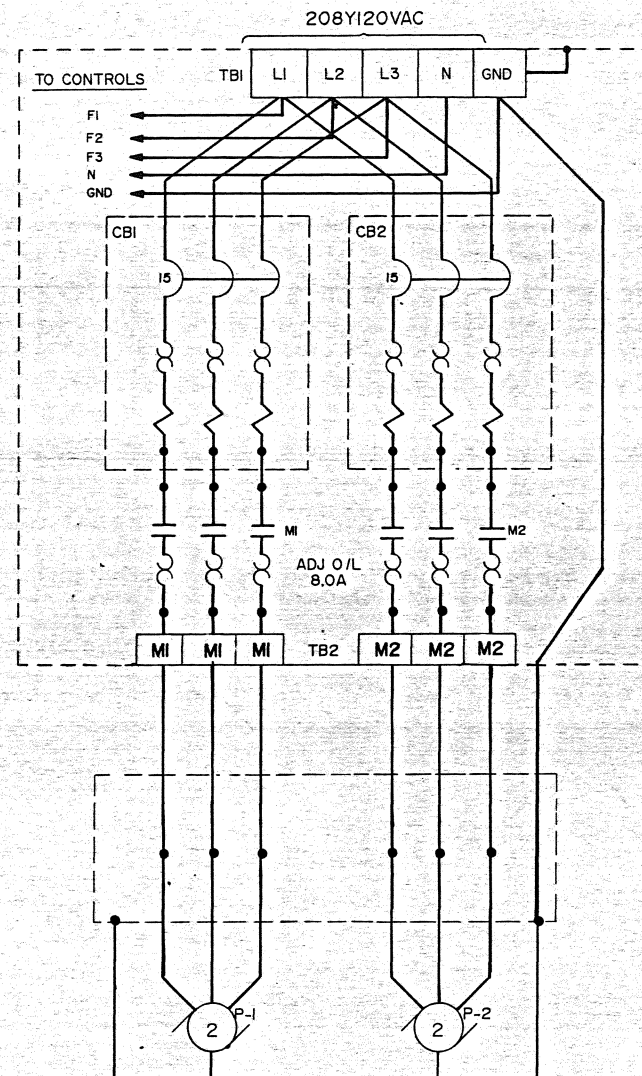 208Y120VAC
TO CONTROLS
TB1 L1 L2 L3 N GND
F1
F2
F3
N
GND
CB1
CB2
15
15
M1
M2
ADJ O/L
8.0A
M1 M1 M1 TB2 M2 M2 M2
P-1
P-2
2
2